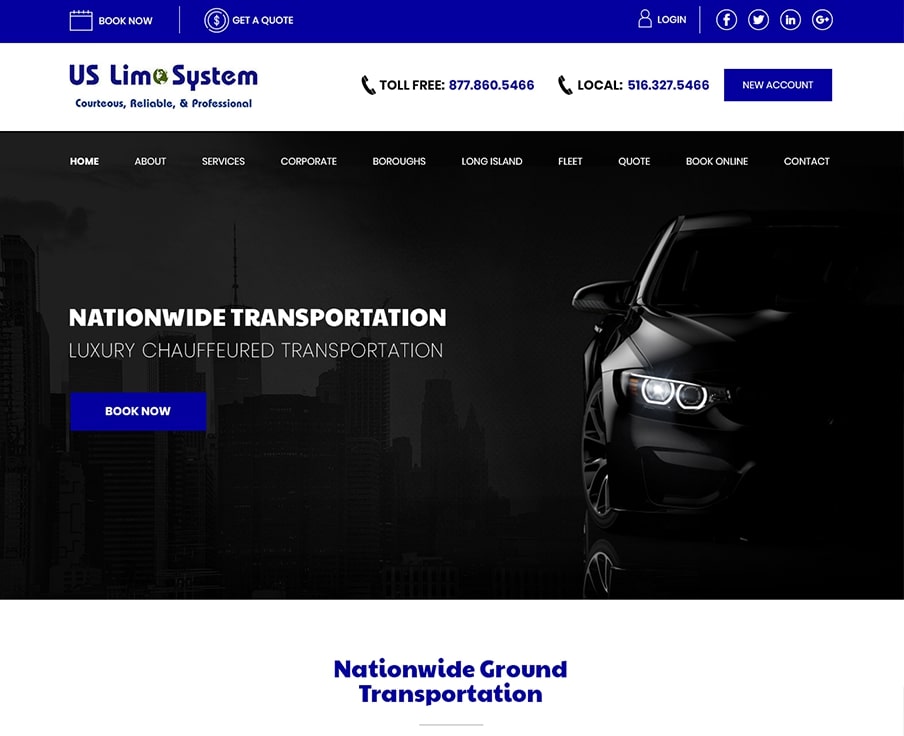 BOOK NOW
GET A QUOTE
LOGIN
US Limo System
Courteous, Reliable, & Professional
TOLL FREE: 877.860.5466
LOCAL: 516.327.5466
NEW ACCOUNT
HOME ABOUT SERVICES CORPORATE BOROUGHS LONG ISLAND FLEET QUOTE BOOK ONLINE CONTACT
NATIONWIDE TRANSPORTATION
LUXURY CHAUFFEURED TRANSPORTATION
BOOK NOW
Nationwide Ground
Transportation